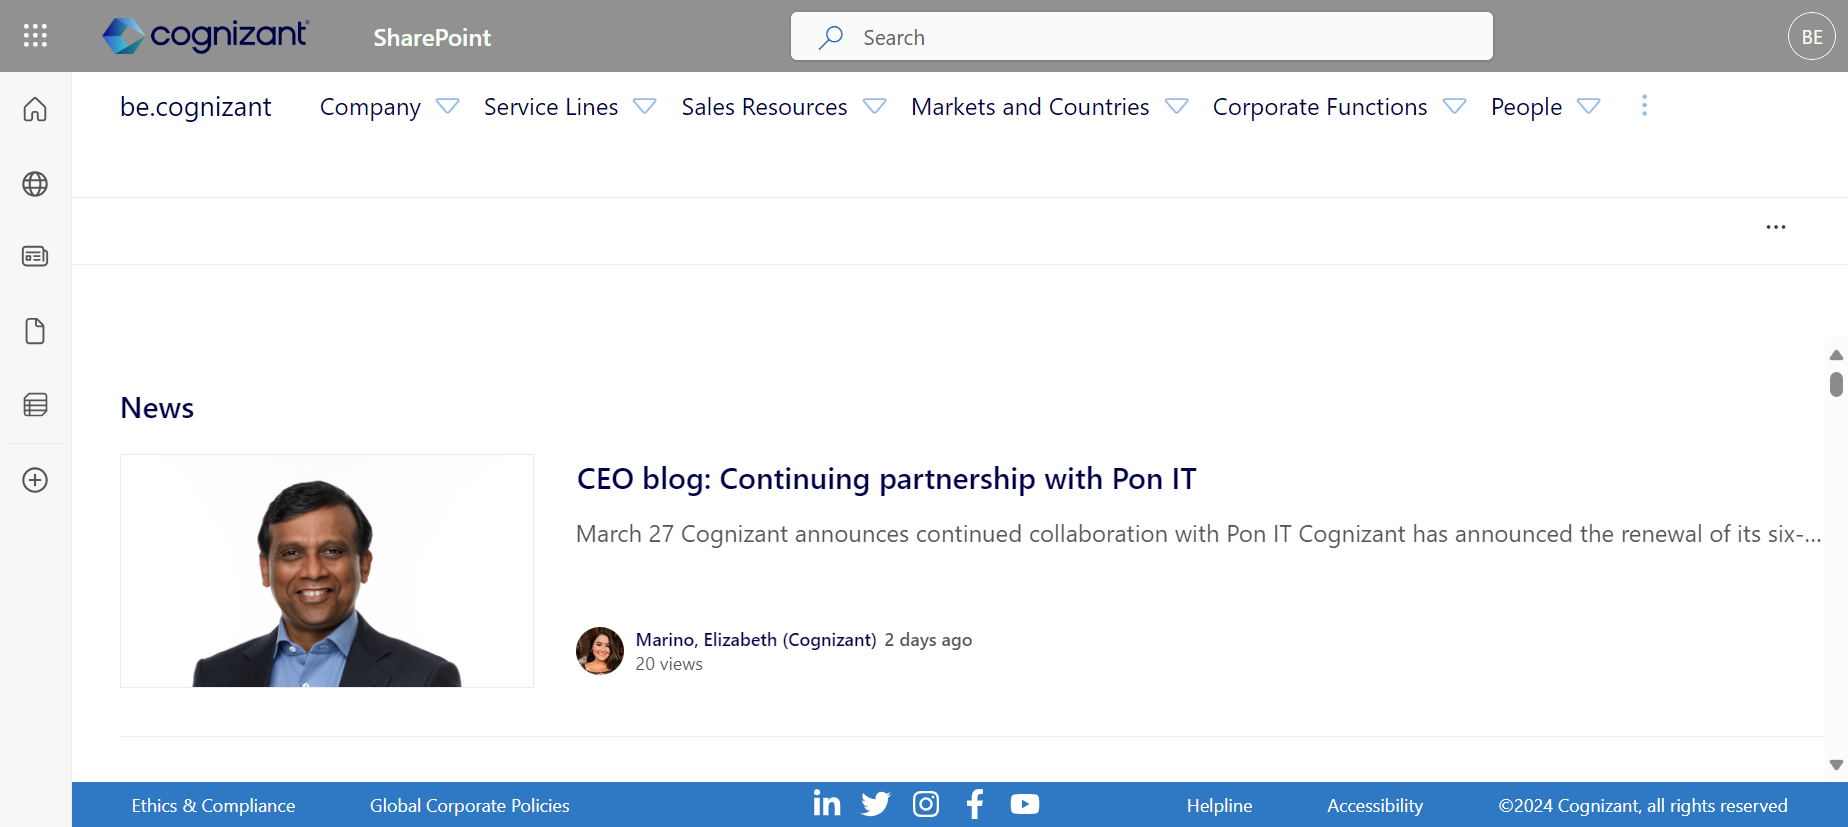 cognizant
SharePoint
Search
BE
be.cognizant
Company
Service Lines
Sales Resources
Markets and Countries
Corporate Functions
People
News
CEO blog: Continuing partnership with Pon IT
March 27 Cognizant announces continued collaboration with Pon IT Cognizant has announced the renewal of its six-...
Marino, Elizabeth (Cognizant) 2 days ago
20 views
Ethics & Compliance
Global Corporate Policies
Helpline
Accessibility
©2024 Cognizant, all rights reserved